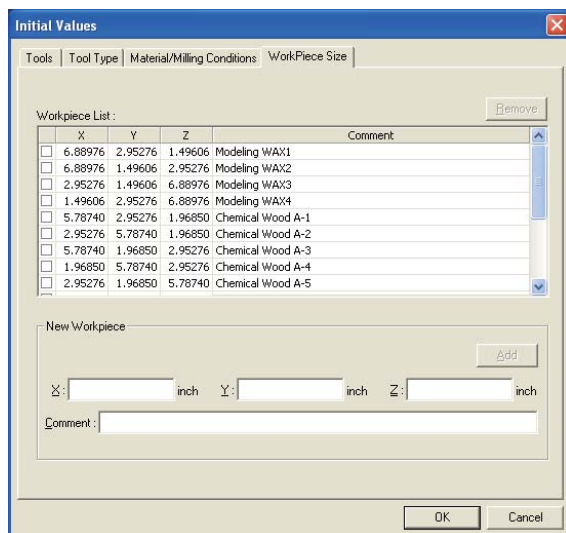 Initial Values
Tools Tool Type Material/Milling Conditions WorkPiece Size
Remove
Workpiece List :
X Y Z Comment
6.88976 2.95276 1.49606 Modeling WAX1
6.88976 1.49606 2.95276 Modeling WAX2
2.95276 1.49606 6.88976 Modeling WAX3
1.49606 2.95276 6.88976 Modeling WAX4
5.78740 2.95276 1.96850 Chemical Wood A-1
2.95276 5.78740 1.96850 Chemical Wood A-2
5.78740 1.96850 2.95276 Chemical Wood A-3
1.96850 5.78740 2.95276 Chemical Wood A-4
2.95276 1.96850 5.78740 Chemical Wood A-5
New Workpiece
Add
X : inch Y : inch Z : inch
Comment :
OK Cancel